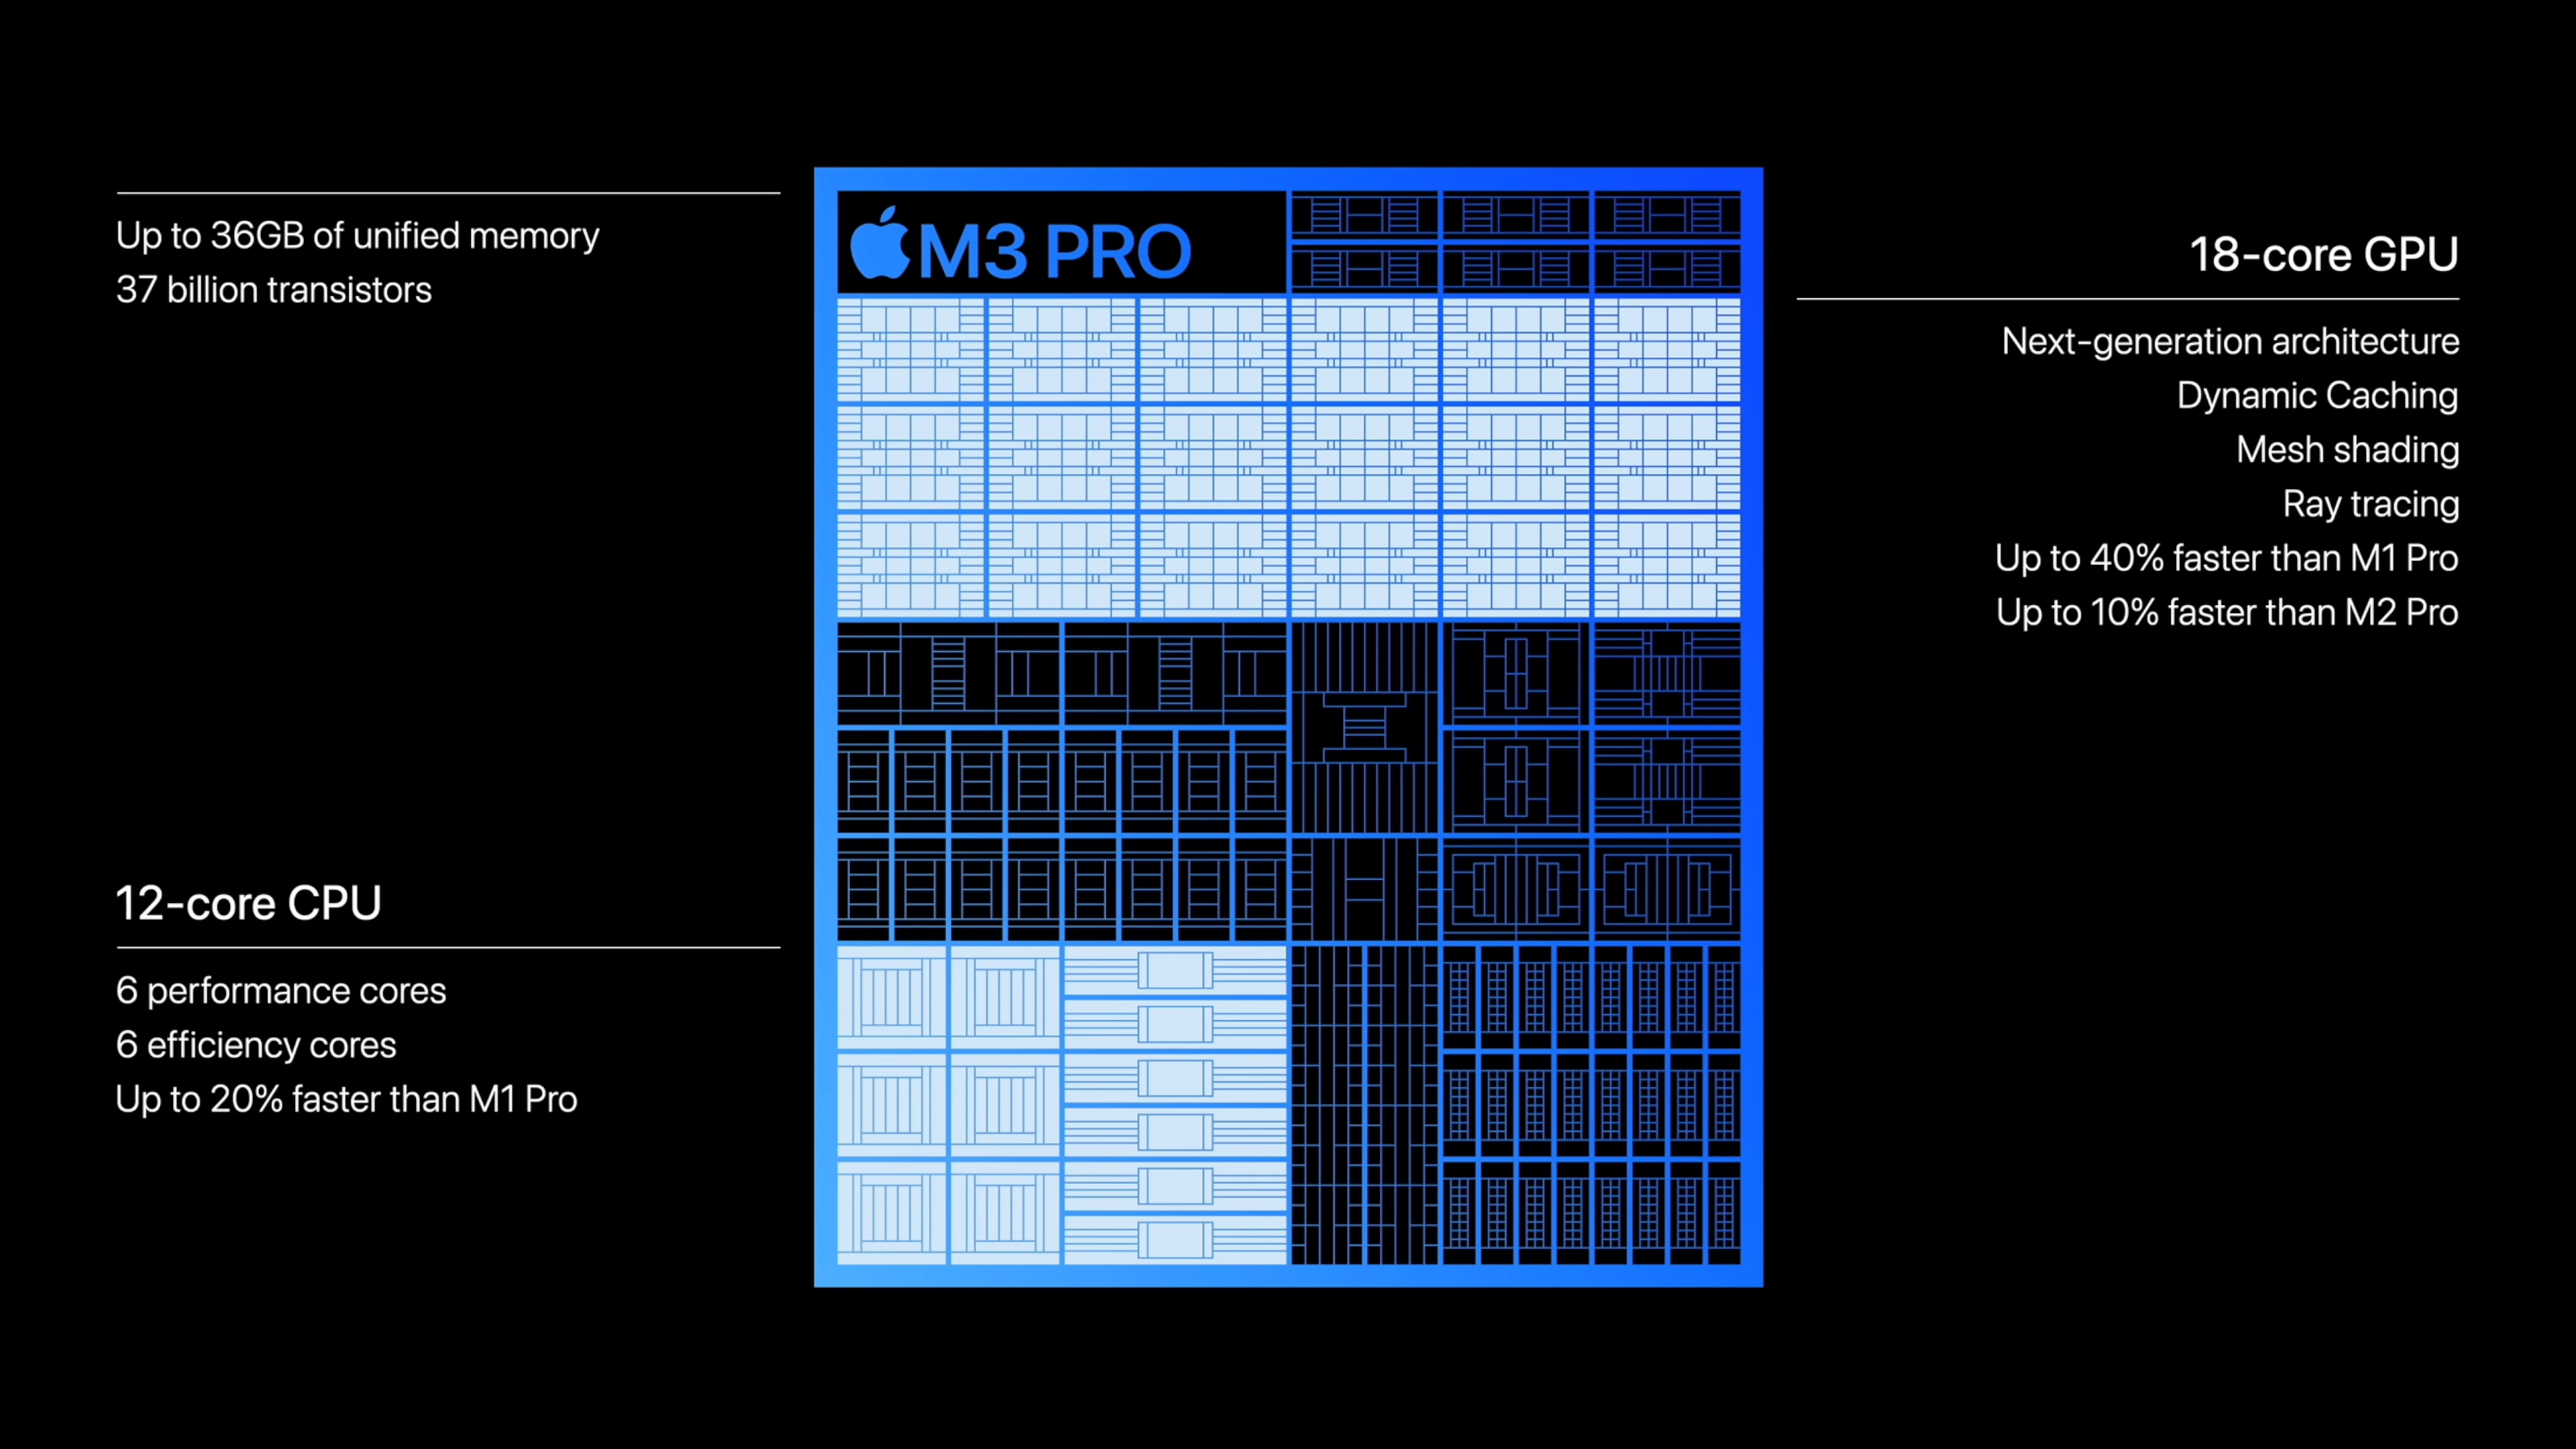 Up to 36GB of unified memory
37 billion transistors
12-core CPU
6 performance cores
6 efficiency cores
Up to 20% faster than M1 Pro
M3 PRO
18-core GPU
Next-generation architecture
Dynamic Caching
Mesh shading
Ray tracing
Up to 40% faster than M1 Pro
Up to 10% faster than M2 Pro